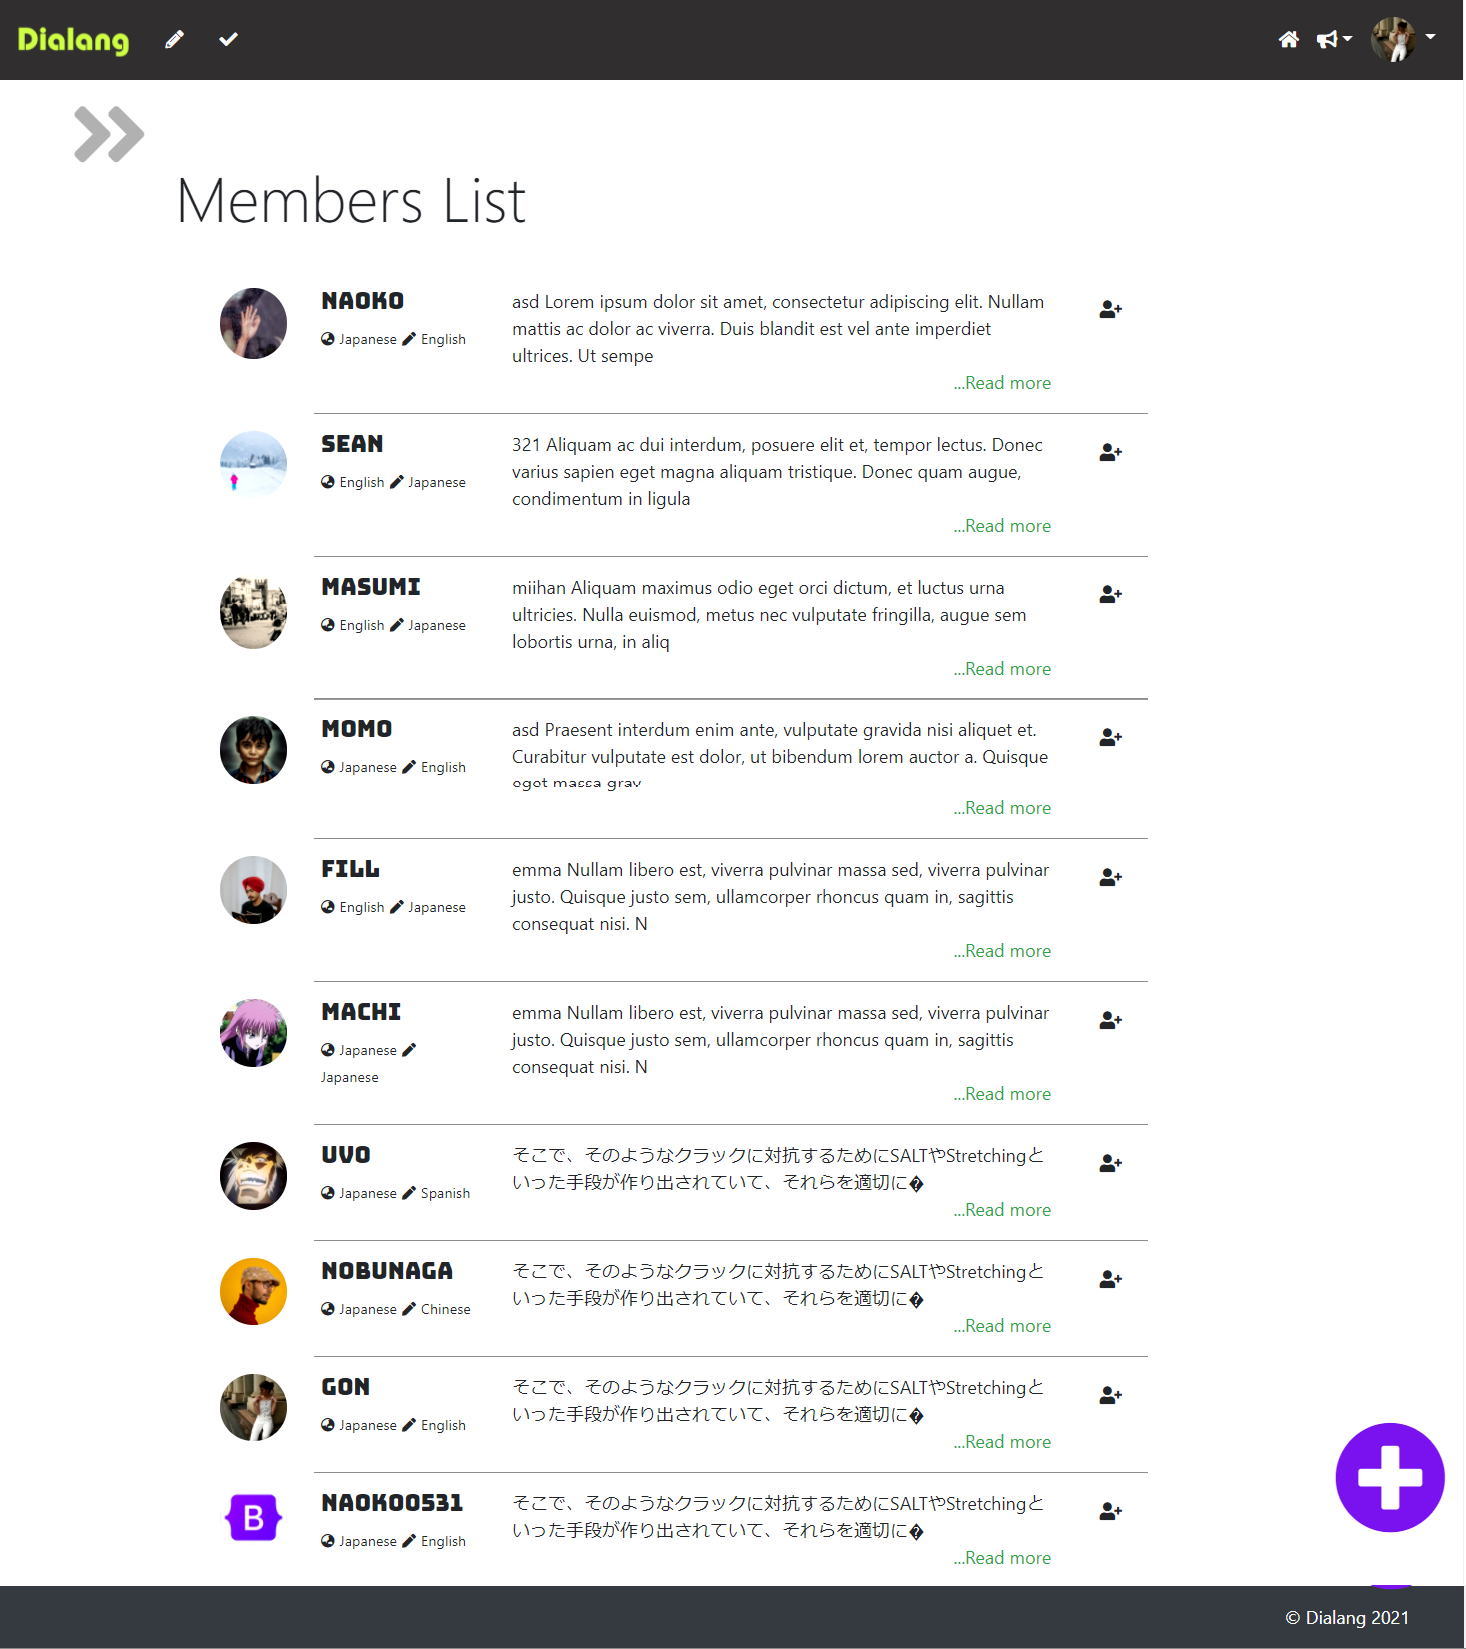 Dialang
Members List
NAOKO
Japanese English
asd Lorem ipsum dolor sit amet, consectetur adipiscing elit. Nullam
mattis ac dolor ac viverra. Duis blandit est vel ante imperdiet
ultrices. Ut sempe
...Read more
SEAN
English Japanese
321 Aliquam ac dui interdum, posuere elit et, tempor lectus. Donec
varius sapien eget magna aliquam tristique. Donec quam augue,
condimentum in ligula
...Read more
MASUMI
English Japanese
miihan Aliquam maximus odio eget orci dictum, et luctus urna
ultricies. Nulla euismod, metus nec vulputate fringilla, augue sem
lobortis urna, in aliq
...Read more
MOMO
Japanese English
asd Praesent interdum enim ante, vulputate gravida nisi aliquet et.
Curabitur vulputate est dolor, ut bibendum lorem auctor a. Quisque
eget massa grav
...Read more
FILL
English Japanese
emma Nullam libero est, viverra pulvinar massa sed, viverra pulvinar
justo. Quisque justo sem, ullamcorper rhoncus quam in, sagittis
consequat nisi. N
...Read more
MACHI
Japanese
Japanese
emma Nullam libero est, viverra pulvinar massa sed, viverra pulvinar
justo. Quisque justo sem, ullamcorper rhoncus quam in, sagittis
consequat nisi. N
...Read more
UVO
Japanese Spanish
そこで、そのようなクラックに対抗するためにSALTやStretchingと
いった手段が作り出されていて、それらを適切に�
...Read more
NOBUNAGA
Japanese Chinese
そこで、そのようなクラックに対抗するためにSALTやStretchingと
いった手段が作り出されていて、それらを適切に�
...Read more
GON
Japanese English
そこで、そのようなクラックに対抗するためにSALTやStretchingと
いった手段が作り出されていて、それらを適切に�
...Read more
B
NAOKO0531
Japanese English
そこで、そのようなクラックに対抗するためにSALTやStretchingと
いった手段が作り出されていて、それらを適切に�
...Read more
© Dialang 2021